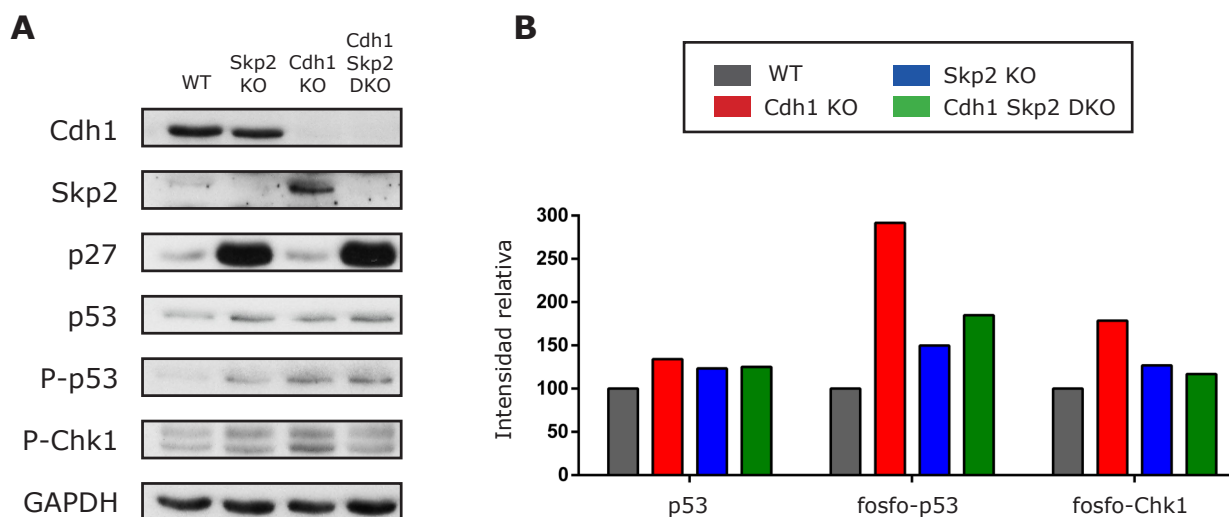 A
WT
Skp2
KO
Cdh1
KO
Cdh1
Skp2
DKO
Cdh1
Skp2
p27
p53
P-p53
P-Chk1
GAPDH
B
WT
Skp2 KO
Cdh1 KO
Cdh1 Skp2 DKO
Intensidad relativa
300
250
200
150
100
50
0
p53
fosfo-p53
fosfo-Chk1